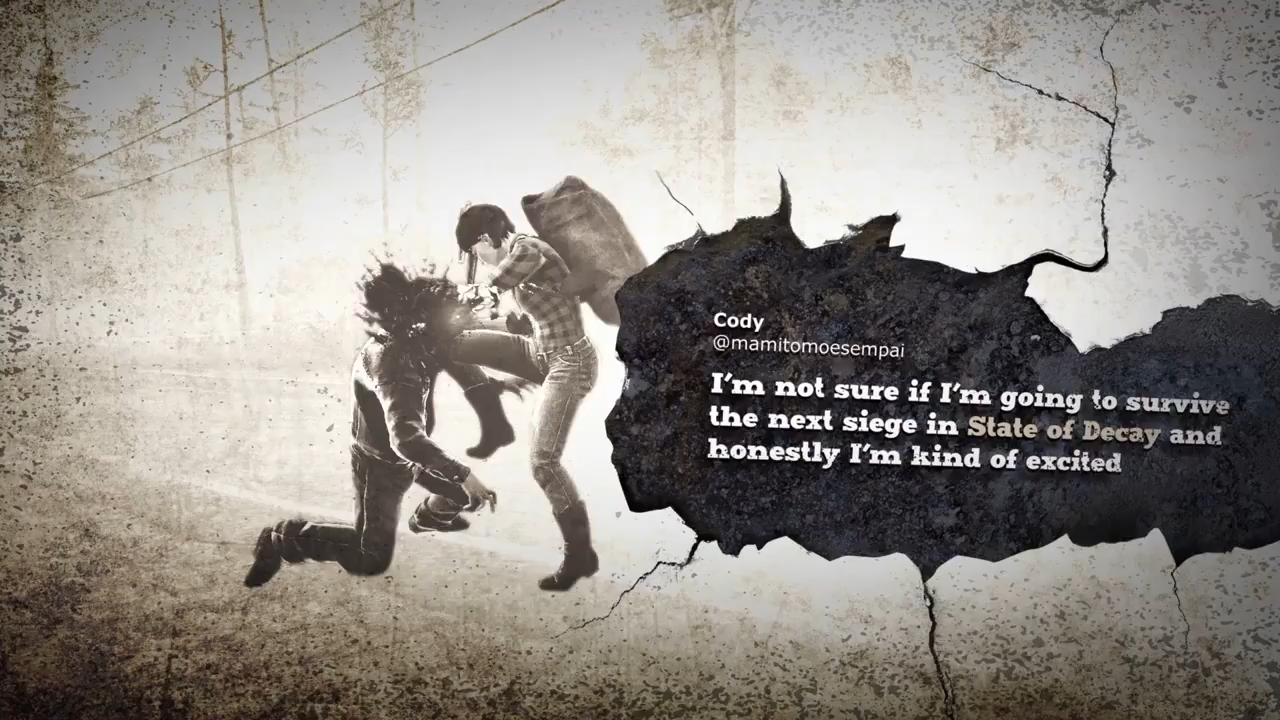 Cody
@mamitomoesempai
I'm not sure if I'm going to survive
the next siege in State of Decay and
honestly I'm kind of excited